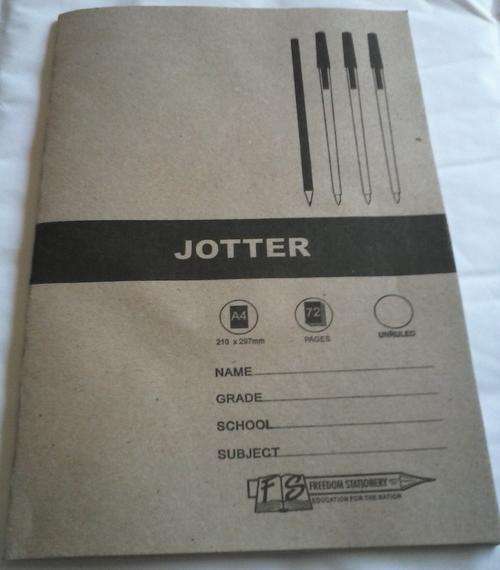 JOTTER
A4 72
210 x 297mm PAGES UNRULED
NAME
GRADE
SCHOOL
SUBJECT
FS FREEDOM STATIONERY
EDUCATION FOR THE NATION